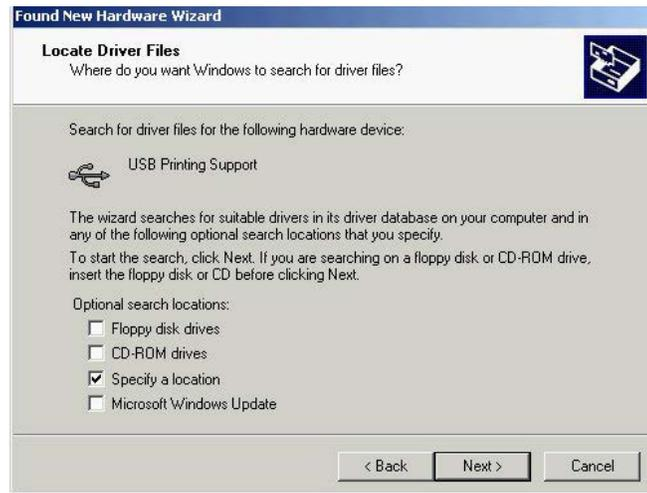 Found New Hardware Wizard
Locate Driver Files
Where do you want Windows to search for driver files?
Search for driver files for the following hardware device:
USB Printing Support
The wizard searches for suitable drivers in its driver database on your computer and in
any of the following optional search locations that you specify.
To start the search, click Next. If you are searching on a floppy disk or CD-ROM drive,
insert the floppy disk or CD before clicking Next.
Optional search locations:
Floppy disk drives
CD-ROM drives
Specify a location
Microsoft Windows Update
< Back Next > Cancel